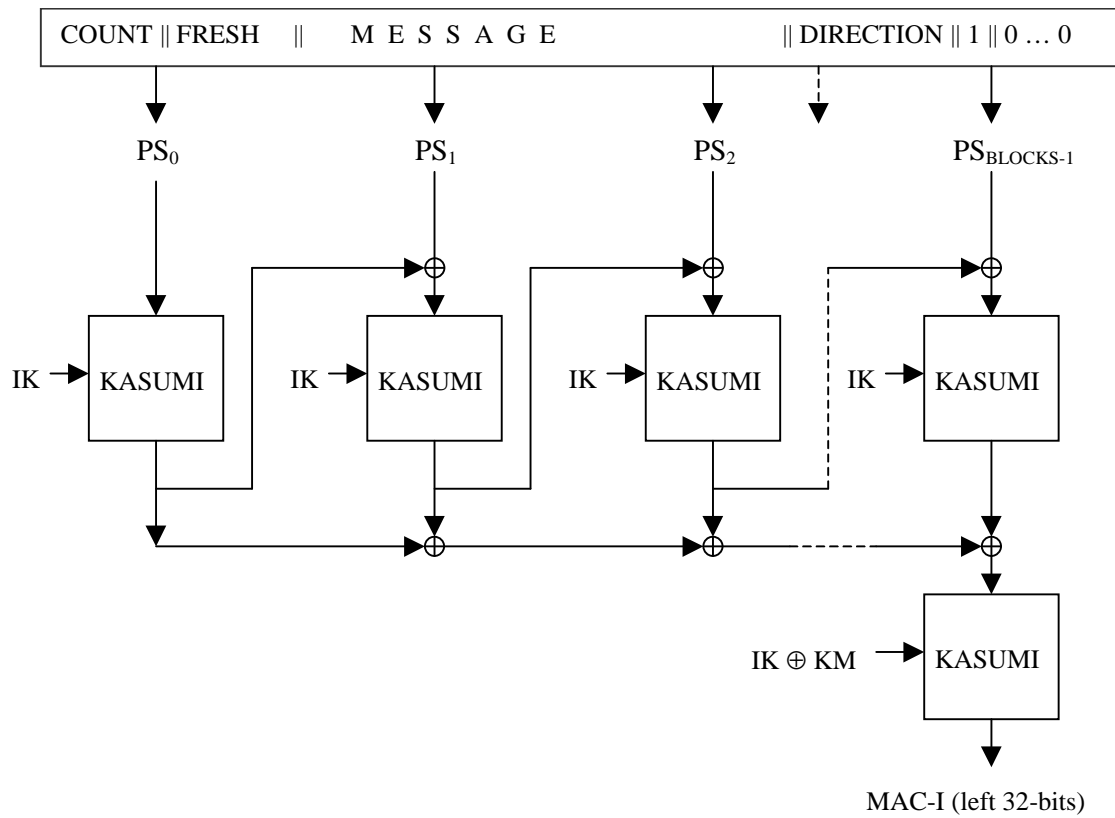 COUNT || FRESH || M E S S A G E || DIRECTION || 1 || 0 … 0
PS₀ PS₁ PS₂ PS_BLOCKS-1
IK KASUMI IK KASUMI IK KASUMI IK KASUMI
IK ⊕ KM KASUMI
MAC-I (left 32-bits)